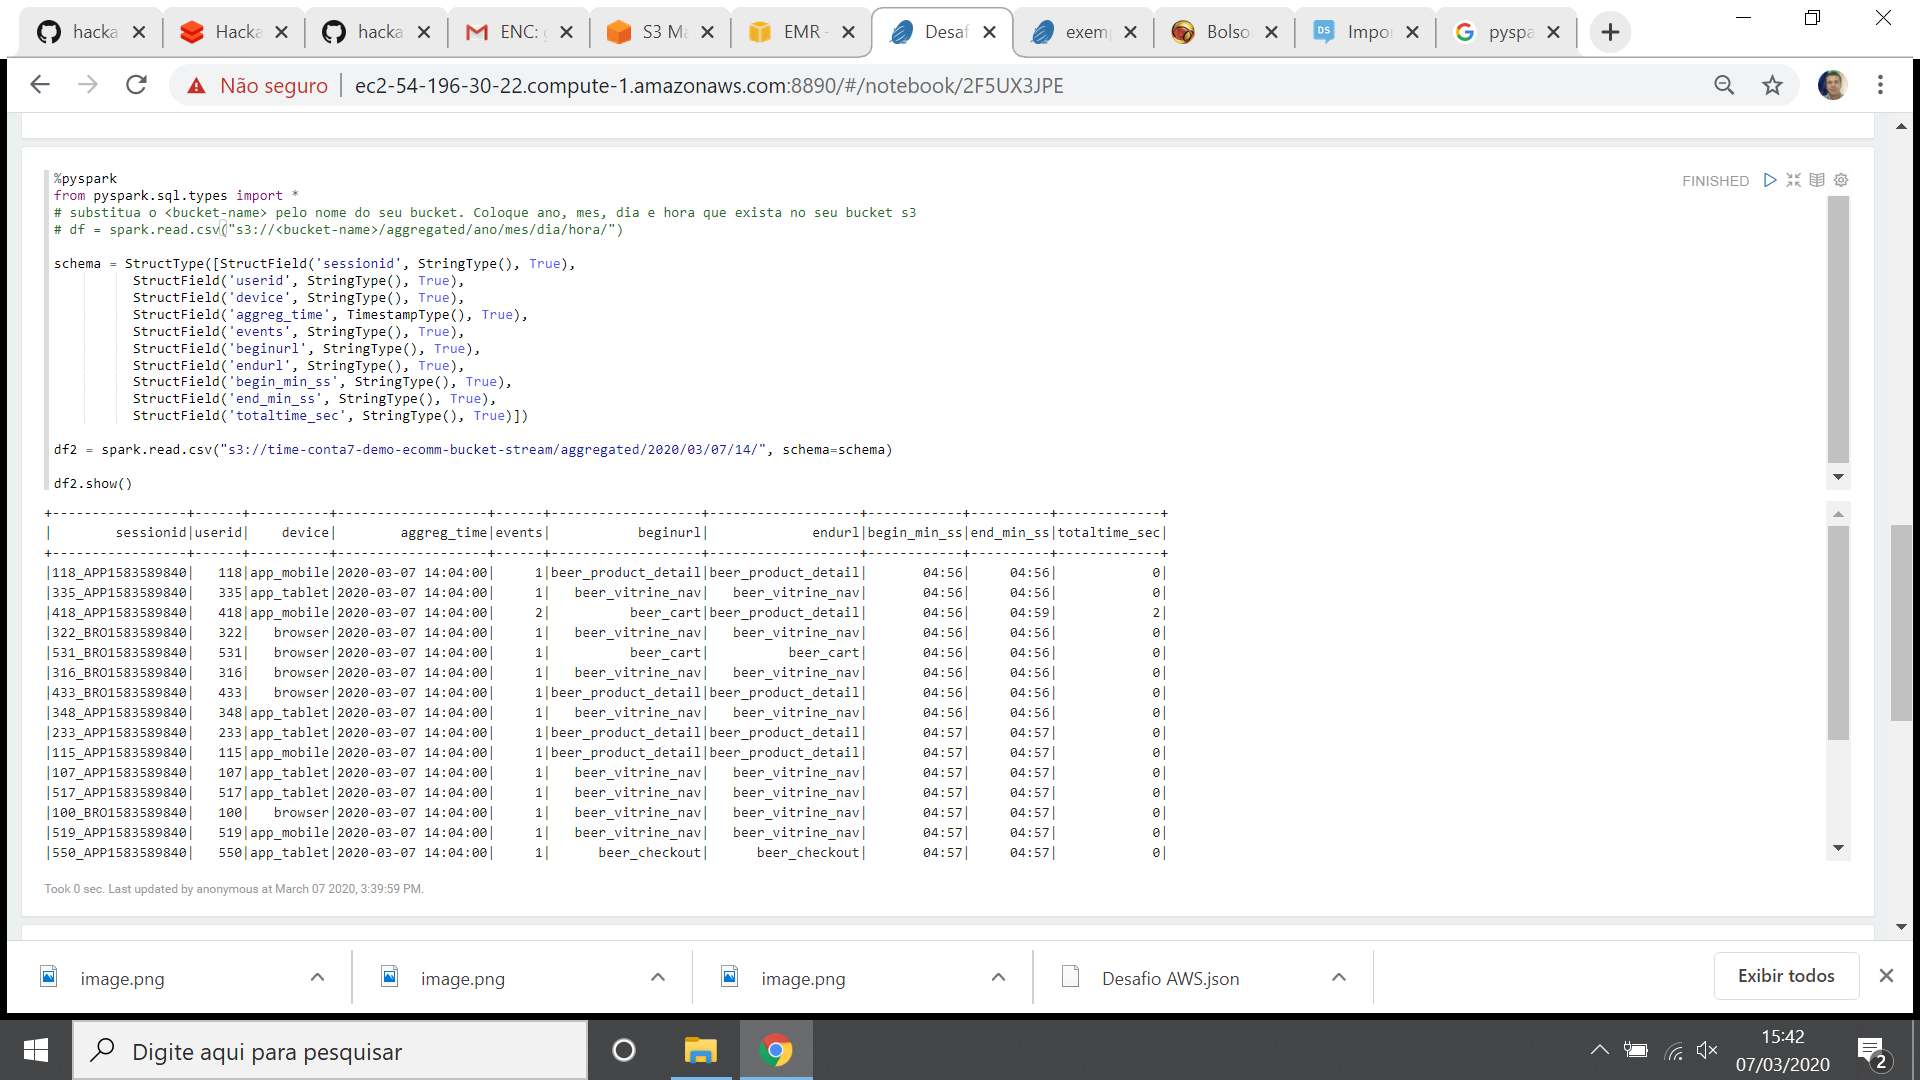 hacka
Hacka
hacka
ENC: g
S3 Ma
EMR -
Desaf
exemp
Bolso
Impor
pyspa
Não seguro | ec2-54-196-30-22.compute-1.amazonaws.com:8890/#/notebook/2F5UX3JPE
FINISHED
%pyspark
from pyspark.sql.types import *
# substitua o <bucket-name> pelo nome do seu bucket. Coloque ano, mes, dia e hora que exista no seu bucket s3
# df = spark.read.csv("s3://<bucket-name>/aggregated/ano/mes/dia/hora/")
schema = StructType([StructField('sessionid', StringType(), True),
StructField('userid', StringType(), True),
StructField('device', StringType(), True),
StructField('aggreg_time', TimestampType(), True),
StructField('events', StringType(), True),
StructField('beginurl', StringType(), True),
StructField('endurl', StringType(), True),
StructField('begin_min_ss', StringType(), True),
StructField('end_min_ss', StringType(), True),
StructField('totaltime_sec', StringType(), True)])
df2 = spark.read.csv("s3://time-conta7-demo-ecomm-bucket-stream/aggregated/2020/03/07/14/", schema=schema)
df2.show()
+-----------------+------+----------+-------------------+------+-------------------+-------------------+------------+----------+-------------+
|        sessionid|userid|    device|        aggreg_time|events|           beginurl|             endurl|begin_min_ss|end_min_ss|totaltime_sec|
+-----------------+------+----------+-------------------+------+-------------------+-------------------+------------+----------+-------------+
|118_APP1583589840|   118|app_mobile|2020-03-07 14:04:00|     1|beer_product_detail|beer_product_detail|       04:56|     04:56|            0|
|335_APP1583589840|   335|app_tablet|2020-03-07 14:04:00|     1|   beer_vitrine_nav|   beer_vitrine_nav|       04:56|     04:56|            0|
|418_APP1583589840|   418|app_mobile|2020-03-07 14:04:00|     2|          beer_cart|beer_product_detail|       04:56|     04:59|            2|
|322_BRO1583589840|   322|   browser|2020-03-07 14:04:00|     1|   beer_vitrine_nav|   beer_vitrine_nav|       04:56|     04:56|            0|
|531_BRO1583589840|   531|   browser|2020-03-07 14:04:00|     1|          beer_cart|          beer_cart|       04:56|     04:56|            0|
|316_BRO1583589840|   316|   browser|2020-03-07 14:04:00|     1|   beer_vitrine_nav|   beer_vitrine_nav|       04:56|     04:56|            0|
|433_BRO1583589840|   433|   browser|2020-03-07 14:04:00|     1|beer_product_detail|beer_product_detail|       04:56|     04:56|            0|
|348_APP1583589840|   348|app_tablet|2020-03-07 14:04:00|     1|   beer_vitrine_nav|   beer_vitrine_nav|       04:56|     04:56|            0|
|233_APP1583589840|   233|app_tablet|2020-03-07 14:04:00|     1|beer_product_detail|beer_product_detail|       04:57|     04:57|            0|
|115_APP1583589840|   115|app_mobile|2020-03-07 14:04:00|     1|beer_product_detail|beer_product_detail|       04:57|     04:57|            0|
|107_APP1583589840|   107|app_tablet|2020-03-07 14:04:00|     1|   beer_vitrine_nav|   beer_vitrine_nav|       04:57|     04:57|            0|
|517_APP1583589840|   517|app_tablet|2020-03-07 14:04:00|     1|   beer_vitrine_nav|   beer_vitrine_nav|       04:57|     04:57|            0|
|100_BRO1583589840|   100|   browser|2020-03-07 14:04:00|     1|   beer_vitrine_nav|   beer_vitrine_nav|       04:57|     04:57|            0|
|519_APP1583589840|   519|app_mobile|2020-03-07 14:04:00|     1|   beer_vitrine_nav|   beer_vitrine_nav|       04:57|     04:57|            0|
|550_APP1583589840|   550|app_tablet|2020-03-07 14:04:00|     1|      beer_checkout|      beer_checkout|       04:57|     04:57|            0|
Took 0 sec. Last updated by anonymous at March 07 2020, 3:39:59 PM.
image.png
image.png
image.png
Desafio AWS.json
Exibir todos
Digite aqui para pesquisar
15:42
07/03/2020
2